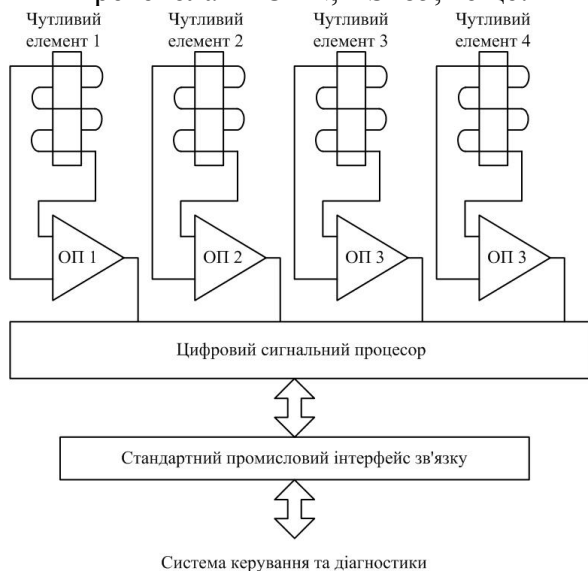 Чутливий
елемент 1
Чутливий
елемент 2
Чутливий
елемент 3
Чутливий
елемент 4
ОП 1
ОП 2
ОП 3
ОП 3
Цифровий сигнальний процесор
Стандартний промисловий інтерфейс зв'язку
Система керування та діагностики